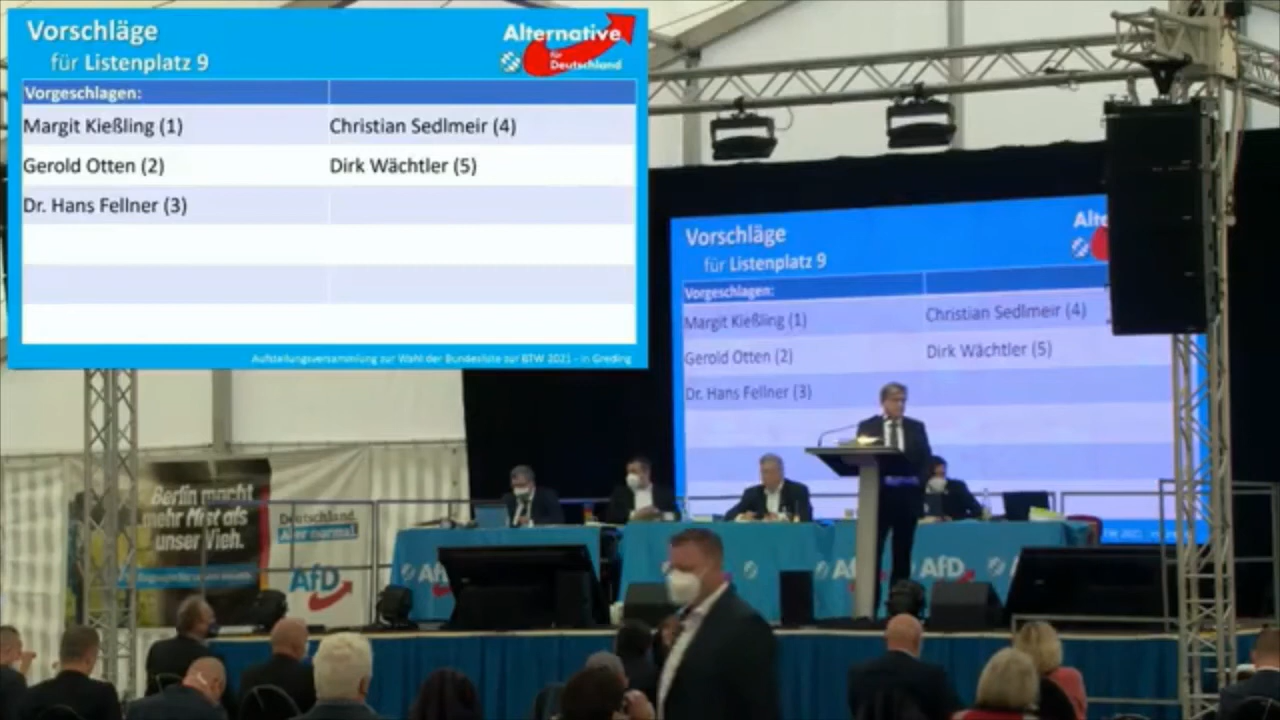 Vorschläge
für Listenplatz 9
Alternative
für
Deutschland
Vorgeschlagen:
Margit Kießling (1)
Christian Sedlmeir (4)
Gerold Otten (2)
Dirk Wächtler (5)
Dr. Hans Fellner (3)
Aufstellungsversammlung zur Wahl der Bundesliste zur BTW 2021 - in Greding
Vorschläge
für Listenplatz 9
Alte
Vorgeschlagen:
Margit Kießling (1)
Christian Sedlmeir (4)
Gerold Otten (2)
Dirk Wächtler (5)
Dr. Hans Fellner (3)
Berlin macht
mehr Mist als
unser Vieh.
Deutschland.
Aber normal.
AfD
AfD
AfD